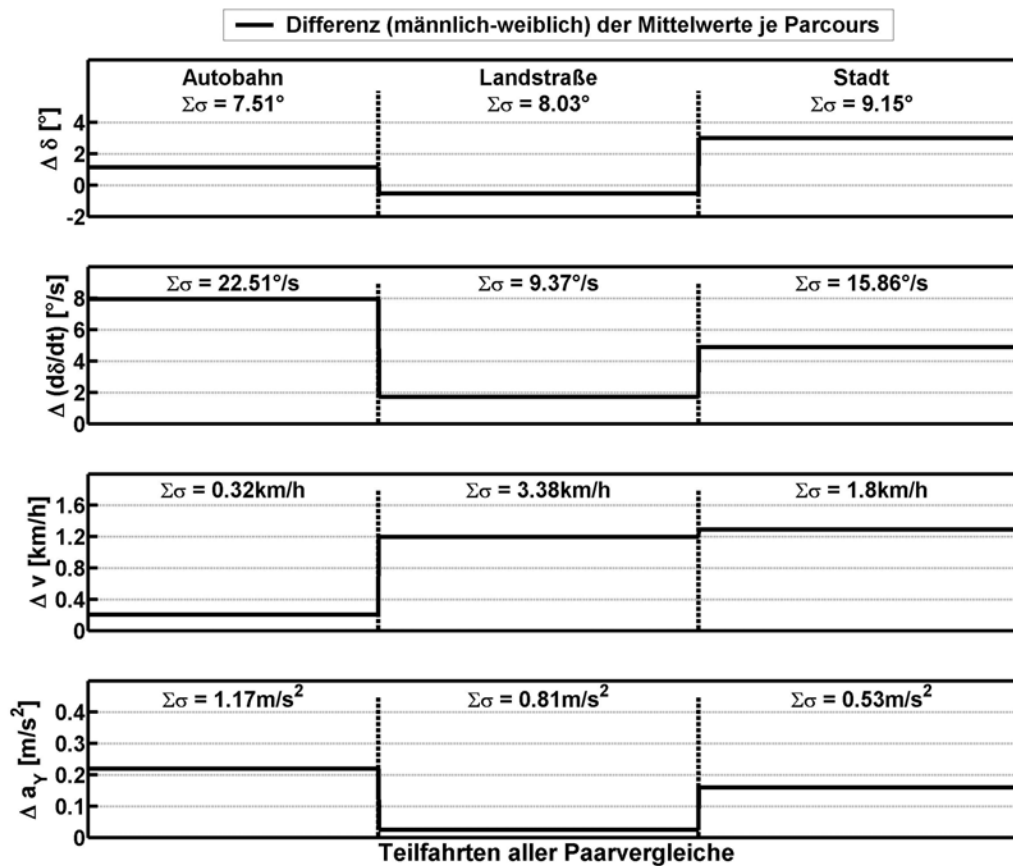 Differenz (männlich-weiblich) der Mittelwerte je Parcours
Autobahn Landstraße Stadt
Σσ = 7.51° Σσ = 8.03° Σσ = 9.15°
Δ δ [°]
4
2
0
-2
Σσ = 22.51°/s Σσ = 9.37°/s Σσ = 15.86°/s
Δ (dδ/dt) [°/s]
8
6
4
2
0
Σσ = 0.32km/h Σσ = 3.38km/h Σσ = 1.8km/h
Δ v [km/h]
1.6
1.2
0.8
0.4
0
Σσ = 1.17m/s² Σσ = 0.81m/s² Σσ = 0.53m/s²
Δ a_Y [m/s²]
0.4
0.3
0.2
0.1
0
Teilfahrten aller Paarvergleiche